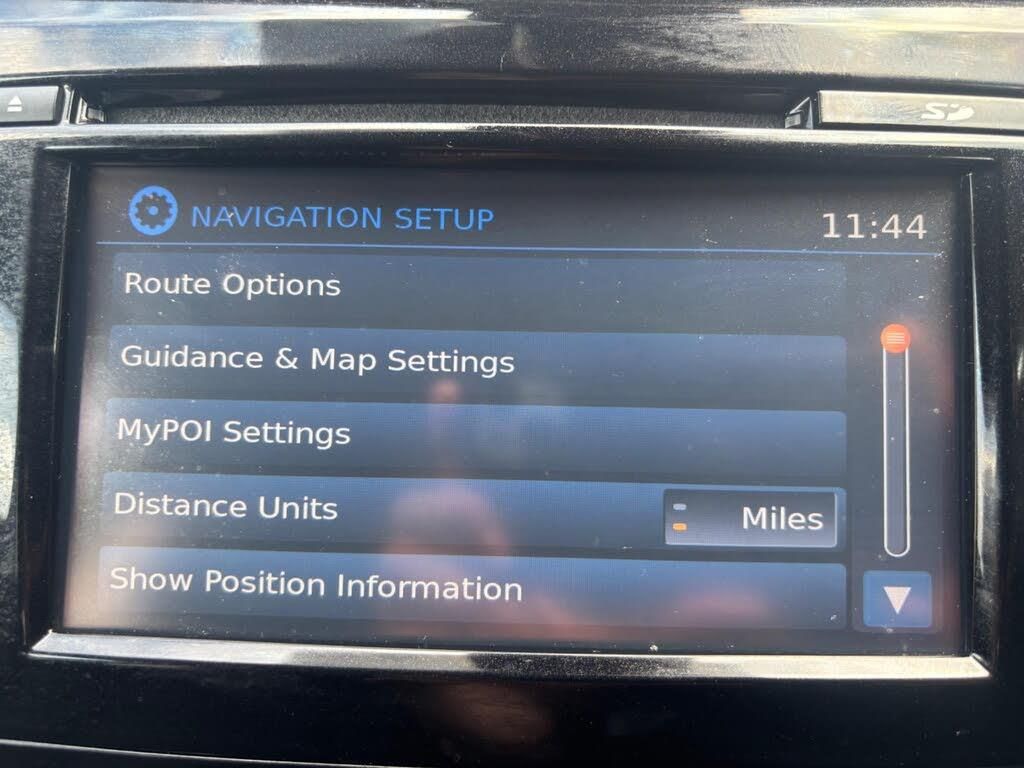 SD
NAVIGATION SETUP
11:44
Route Options
Guidance & Map Settings
MyPOI Settings
Distance Units
Miles
Show Position Information